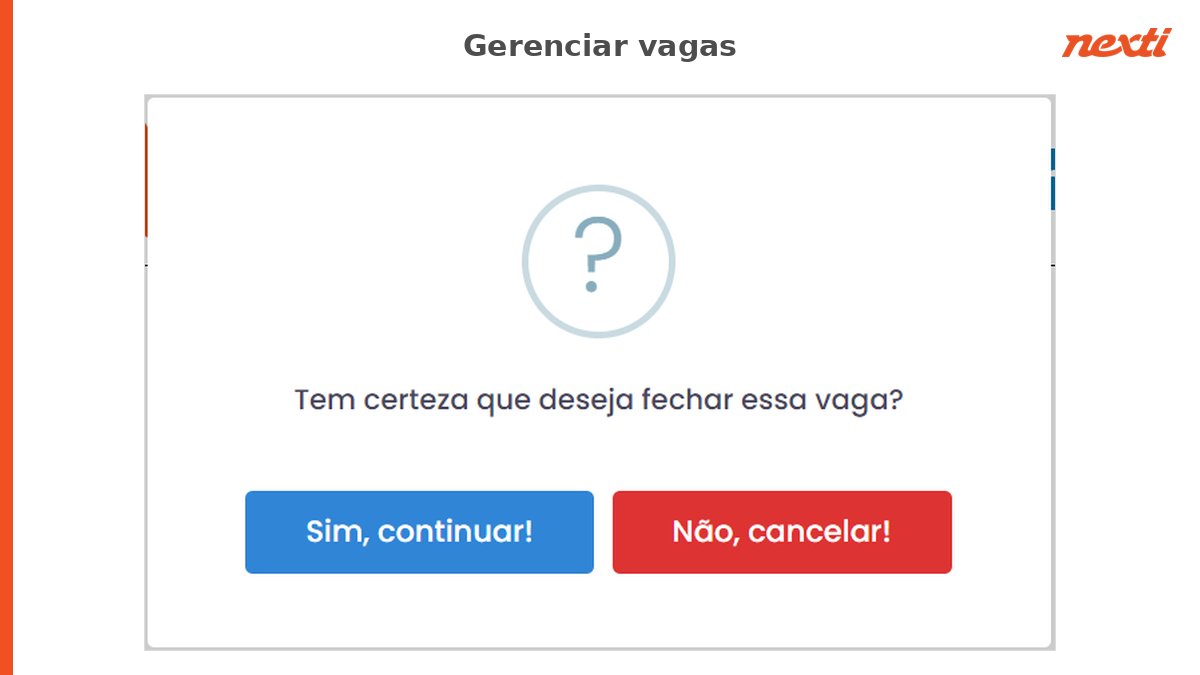 Gerenciar vagas
nexti
?
Tem certeza que deseja fechar essa vaga?
Sim, continuar!
Não, cancelar!